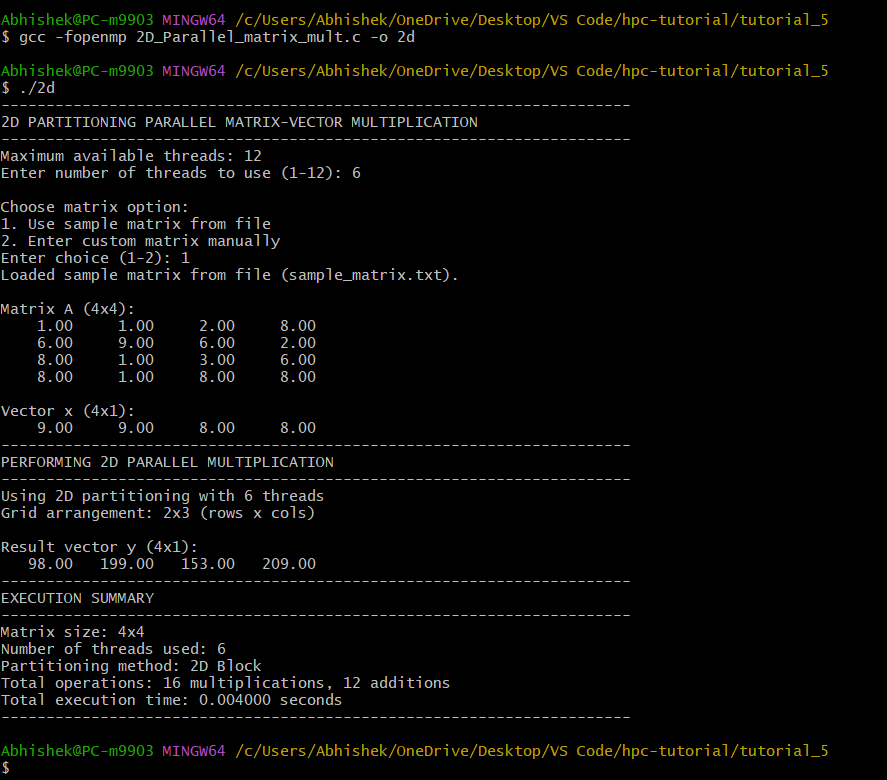 Abhishek@PC-m9903 MINGW64 /c/Users/Abhishek/OneDrive/Desktop/VS Code/hpc-tutorial/tutorial_5
$ gcc -fopenmp 2D_Parallel_matrix_mult.c -o 2d

Abhishek@PC-m9903 MINGW64 /c/Users/Abhishek/OneDrive/Desktop/VS Code/hpc-tutorial/tutorial_5
$ ./2d
----------------------------------------------------------------------
2D PARTITIONING PARALLEL MATRIX-VECTOR MULTIPLICATION
----------------------------------------------------------------------
Maximum available threads: 12
Enter number of threads to use (1-12): 6

Choose matrix option:
1. Use sample matrix from file
2. Enter custom matrix manually
Enter choice (1-2): 1
Loaded sample matrix from file (sample_matrix.txt).

Matrix A (4x4):
    1.00     1.00     2.00     8.00
    6.00     9.00     6.00     2.00
    8.00     1.00     3.00     6.00
    8.00     1.00     8.00     8.00

Vector x (4x1):
    9.00     9.00     8.00     8.00
----------------------------------------------------------------------
PERFORMING 2D PARALLEL MULTIPLICATION
----------------------------------------------------------------------
Using 2D partitioning with 6 threads
Grid arrangement: 2x3 (rows x cols)

Result vector y (4x1):
   98.00   199.00   153.00   209.00
----------------------------------------------------------------------
EXECUTION SUMMARY
----------------------------------------------------------------------
Matrix size: 4x4
Number of threads used: 6
Partitioning method: 2D Block
Total operations: 16 multiplications, 12 additions
Total execution time: 0.004000 seconds
----------------------------------------------------------------------

Abhishek@PC-m9903 MINGW64 /c/Users/Abhishek/OneDrive/Desktop/VS Code/hpc-tutorial/tutorial_5
$